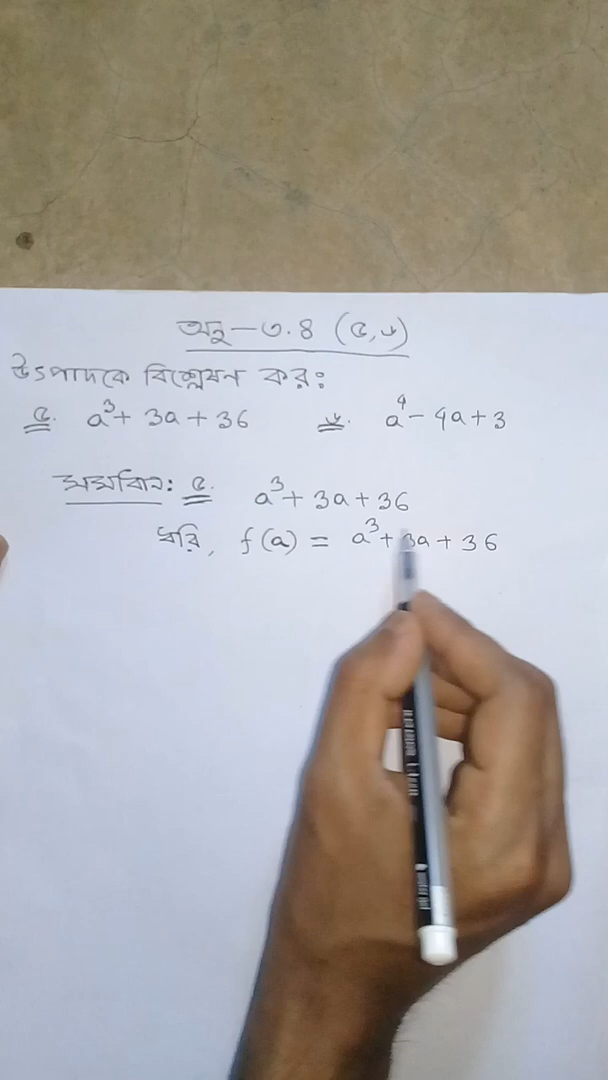 অনু—৩.৪ (৫,৬)
উৎপাদকে বিশ্লেষন কর:
৫. a³ + 3a + 36 ৬. a⁴ - 4a + 3
সমাধান: ৫. a³ + 3a + 36
ধরি, f(a) = a³ + 3a + 36